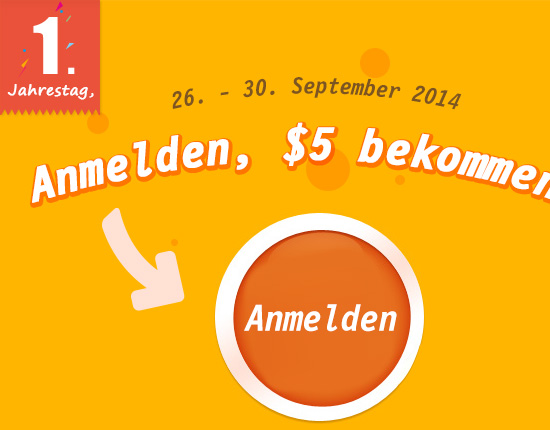 1.
Jahrestag,
26. - 30. September 2014
Anmelden, $5 bekommen
Anmelden